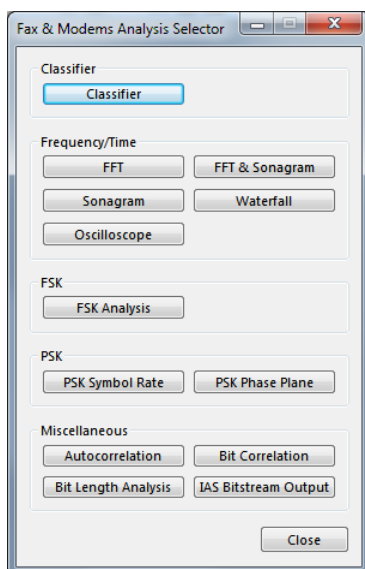 Fax & Modems Analysis Selector
Classifier
Classifier
Frequency/Time
FFT FFT & Sonagram
Sonagram Waterfall
Oscilloscope
FSK
FSK Analysis
PSK
PSK Symbol Rate PSK Phase Plane
Miscellaneous
Autocorrelation Bit Correlation
Bit Length Analysis IAS Bitstream Output
Close